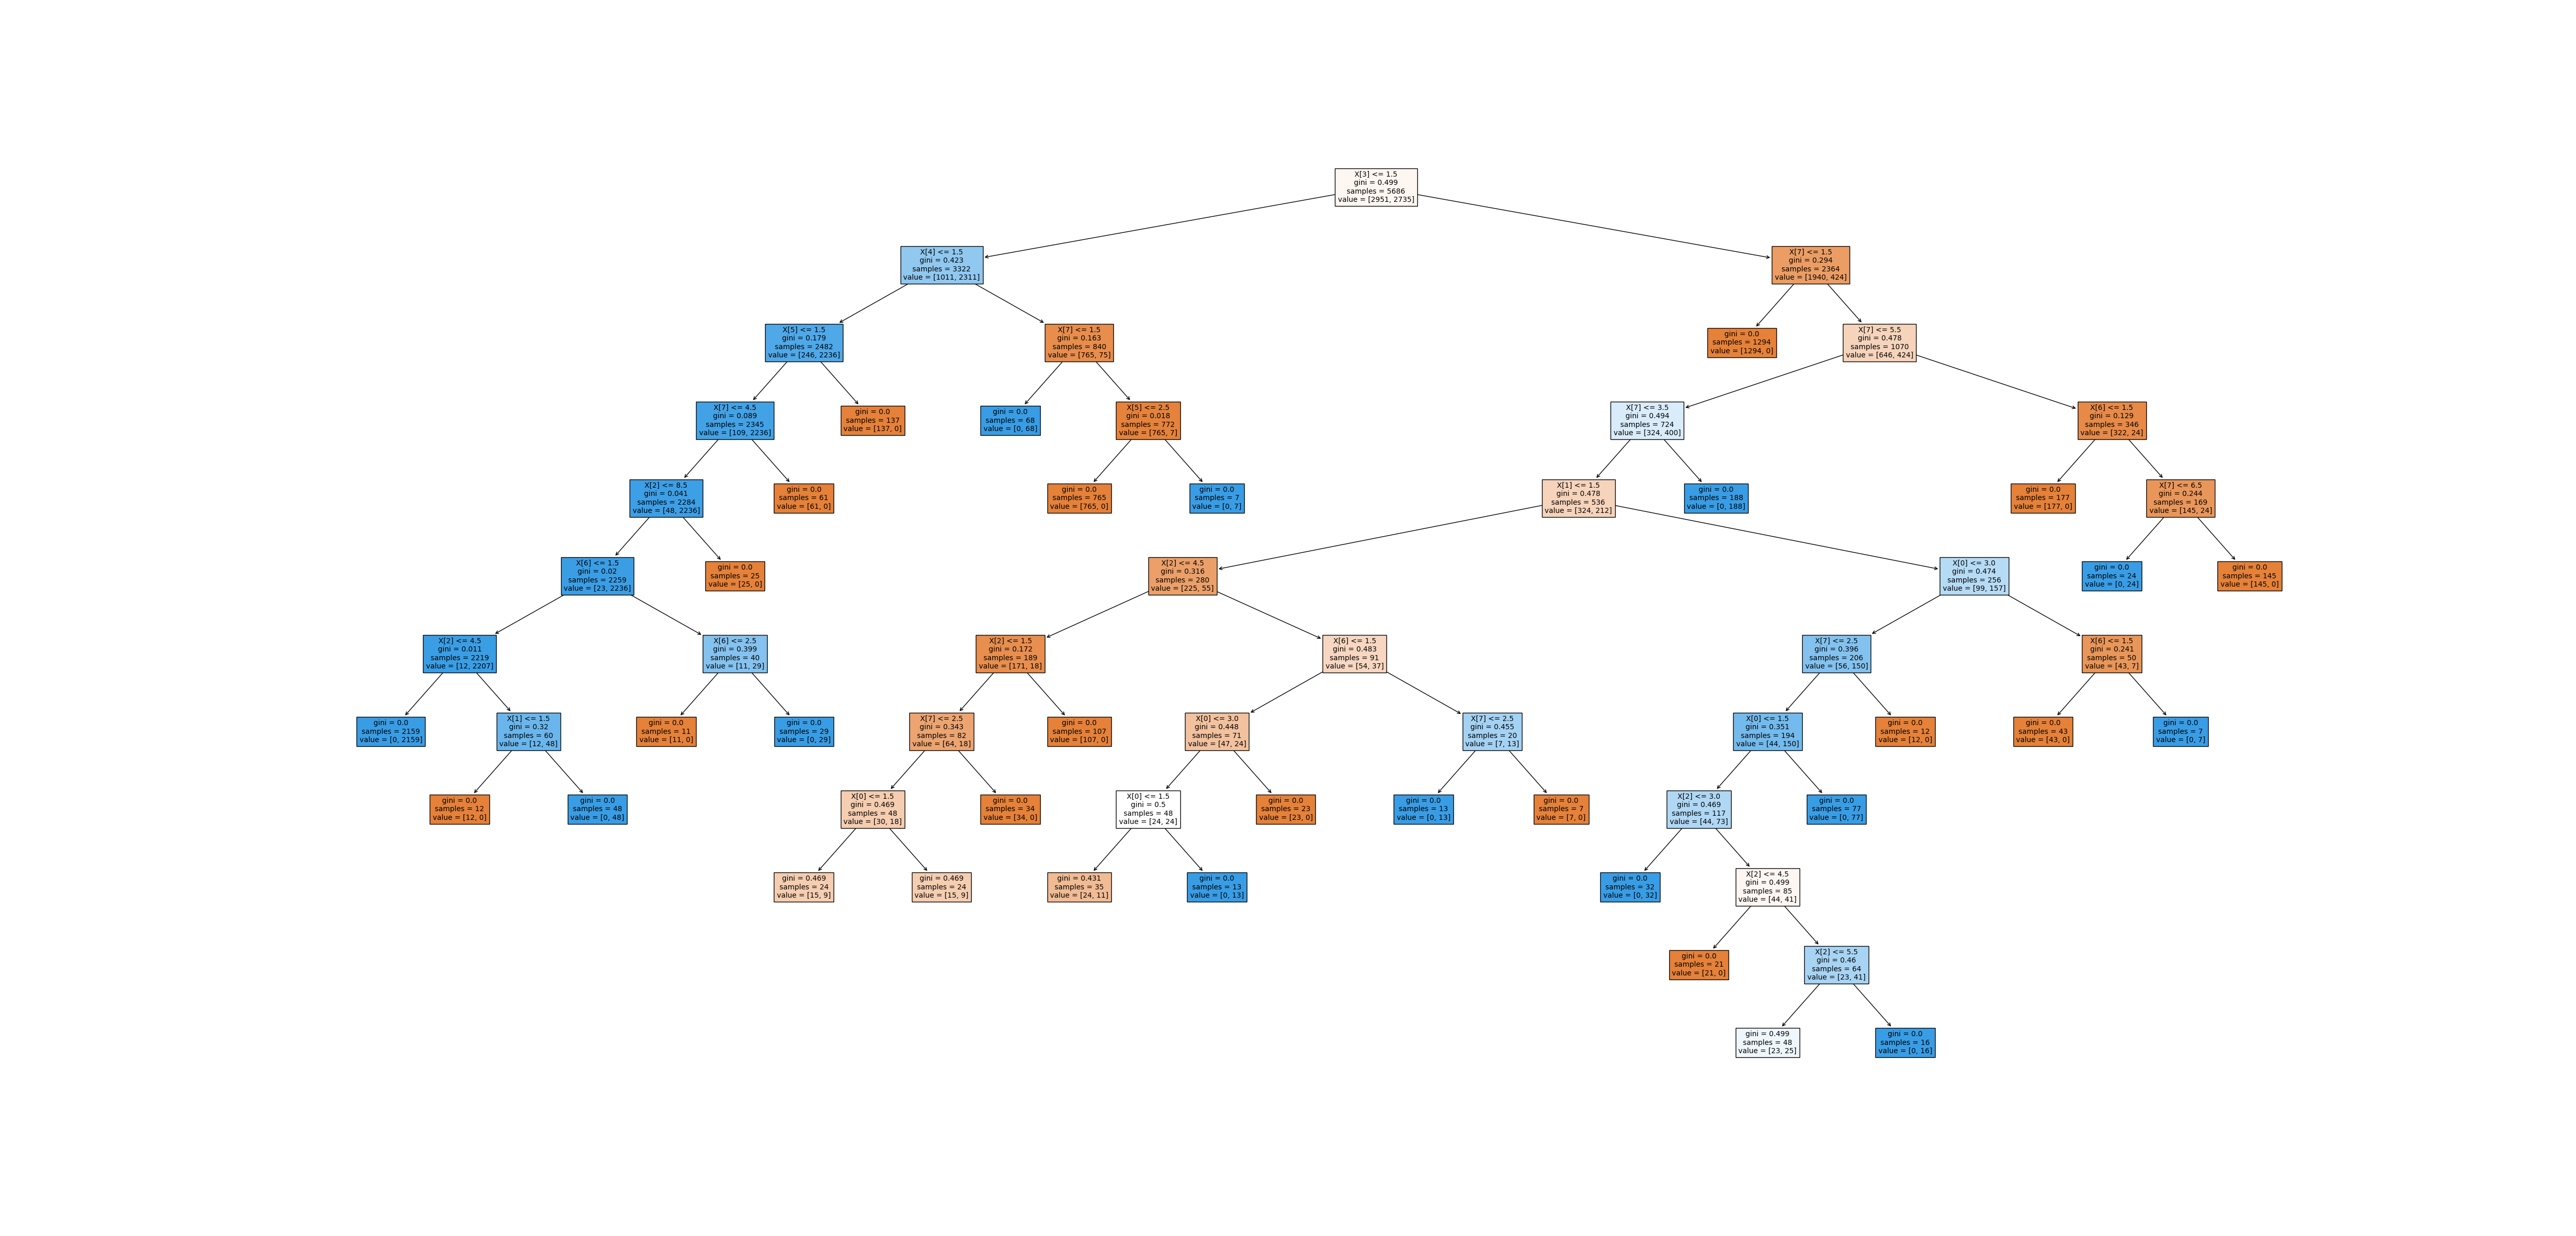 X[3] <= 1.5
gini = 0.499
samples = 5686
value = [2951, 2735]
X[4] <= 1.5
gini = 0.423
samples = 3322
value = [1011, 2311]
X[7] <= 1.5
gini = 0.294
samples = 2364
value = [1940, 424]
X[5] <= 1.5
gini = 0.179
samples = 2482
value = [246, 2236]
X[7] <= 1.5
gini = 0.163
samples = 840
value = [765, 75]
gini = 0.0
samples = 1294
value = [1294, 0]
X[7] <= 5.5
gini = 0.478
samples = 1070
value = [646, 424]
X[7] <= 4.5
gini = 0.089
samples = 2345
value = [109, 2236]
gini = 0.0
samples = 137
value = [137, 0]
gini = 0.0
samples = 68
value = [0, 68]
X[5] <= 2.5
gini = 0.018
samples = 772
value = [765, 7]
X[7] <= 3.5
gini = 0.494
samples = 724
value = [324, 400]
X[6] <= 1.5
gini = 0.129
samples = 346
value = [322, 24]
X[2] <= 8.5
gini = 0.041
samples = 2284
value = [48, 2236]
gini = 0.0
samples = 61
value = [61, 0]
gini = 0.0
samples = 765
value = [765, 0]
gini = 0.0
samples = 7
value = [0, 7]
X[1] <= 1.5
gini = 0.478
samples = 536
value = [324, 212]
gini = 0.0
samples = 188
value = [0, 188]
gini = 0.0
samples = 177
value = [177, 0]
X[7] <= 6.5
gini = 0.244
samples = 169
value = [145, 24]
X[6] <= 1.5
gini = 0.02
samples = 2259
value = [23, 2236]
gini = 0.0
samples = 25
value = [25, 0]
X[2] <= 4.5
gini = 0.316
samples = 280
value = [225, 55]
X[0] <= 3.0
gini = 0.474
samples = 256
value = [99, 157]
gini = 0.0
samples = 24
value = [0, 24]
gini = 0.0
samples = 145
value = [145, 0]
X[2] <= 4.5
gini = 0.011
samples = 2219
value = [12, 2207]
X[6] <= 2.5
gini = 0.399
samples = 40
value = [11, 29]
X[2] <= 1.5
gini = 0.172
samples = 189
value = [171, 18]
X[6] <= 1.5
gini = 0.483
samples = 91
value = [54, 37]
X[7] <= 2.5
gini = 0.396
samples = 206
value = [56, 150]
X[6] <= 1.5
gini = 0.241
samples = 50
value = [43, 7]
gini = 0.0
samples = 2159
value = [0, 2159]
X[1] <= 1.5
gini = 0.32
samples = 60
value = [12, 48]
gini = 0.0
samples = 11
value = [11, 0]
gini = 0.0
samples = 29
value = [0, 29]
X[7] <= 2.5
gini = 0.343
samples = 82
value = [64, 18]
gini = 0.0
samples = 107
value = [107, 0]
X[0] <= 3.0
gini = 0.448
samples = 71
value = [47, 24]
X[7] <= 2.5
gini = 0.455
samples = 20
value = [7, 13]
X[0] <= 1.5
gini = 0.351
samples = 194
value = [44, 150]
gini = 0.0
samples = 12
value = [12, 0]
gini = 0.0
samples = 43
value = [43, 0]
gini = 0.0
samples = 7
value = [0, 7]
gini = 0.0
samples = 12
value = [12, 0]
gini = 0.0
samples = 48
value = [0, 48]
X[0] <= 1.5
gini = 0.469
samples = 48
value = [30, 18]
gini = 0.0
samples = 34
value = [34, 0]
X[0] <= 1.5
gini = 0.5
samples = 48
value = [24, 24]
gini = 0.0
samples = 23
value = [23, 0]
gini = 0.0
samples = 13
value = [0, 13]
gini = 0.0
samples = 7
value = [7, 0]
X[2] <= 3.0
gini = 0.469
samples = 117
value = [44, 73]
gini = 0.0
samples = 77
value = [0, 77]
gini = 0.469
samples = 24
value = [15, 9]
gini = 0.469
samples = 24
value = [15, 9]
gini = 0.431
samples = 35
value = [24, 11]
gini = 0.0
samples = 13
value = [0, 13]
gini = 0.0
samples = 32
value = [0, 32]
X[2] <= 4.5
gini = 0.499
samples = 85
value = [44, 41]
gini = 0.0
samples = 21
value = [21, 0]
X[2] <= 5.5
gini = 0.46
samples = 64
value = [23, 41]
gini = 0.499
samples = 48
value = [23, 25]
gini = 0.0
samples = 16
value = [0, 16]